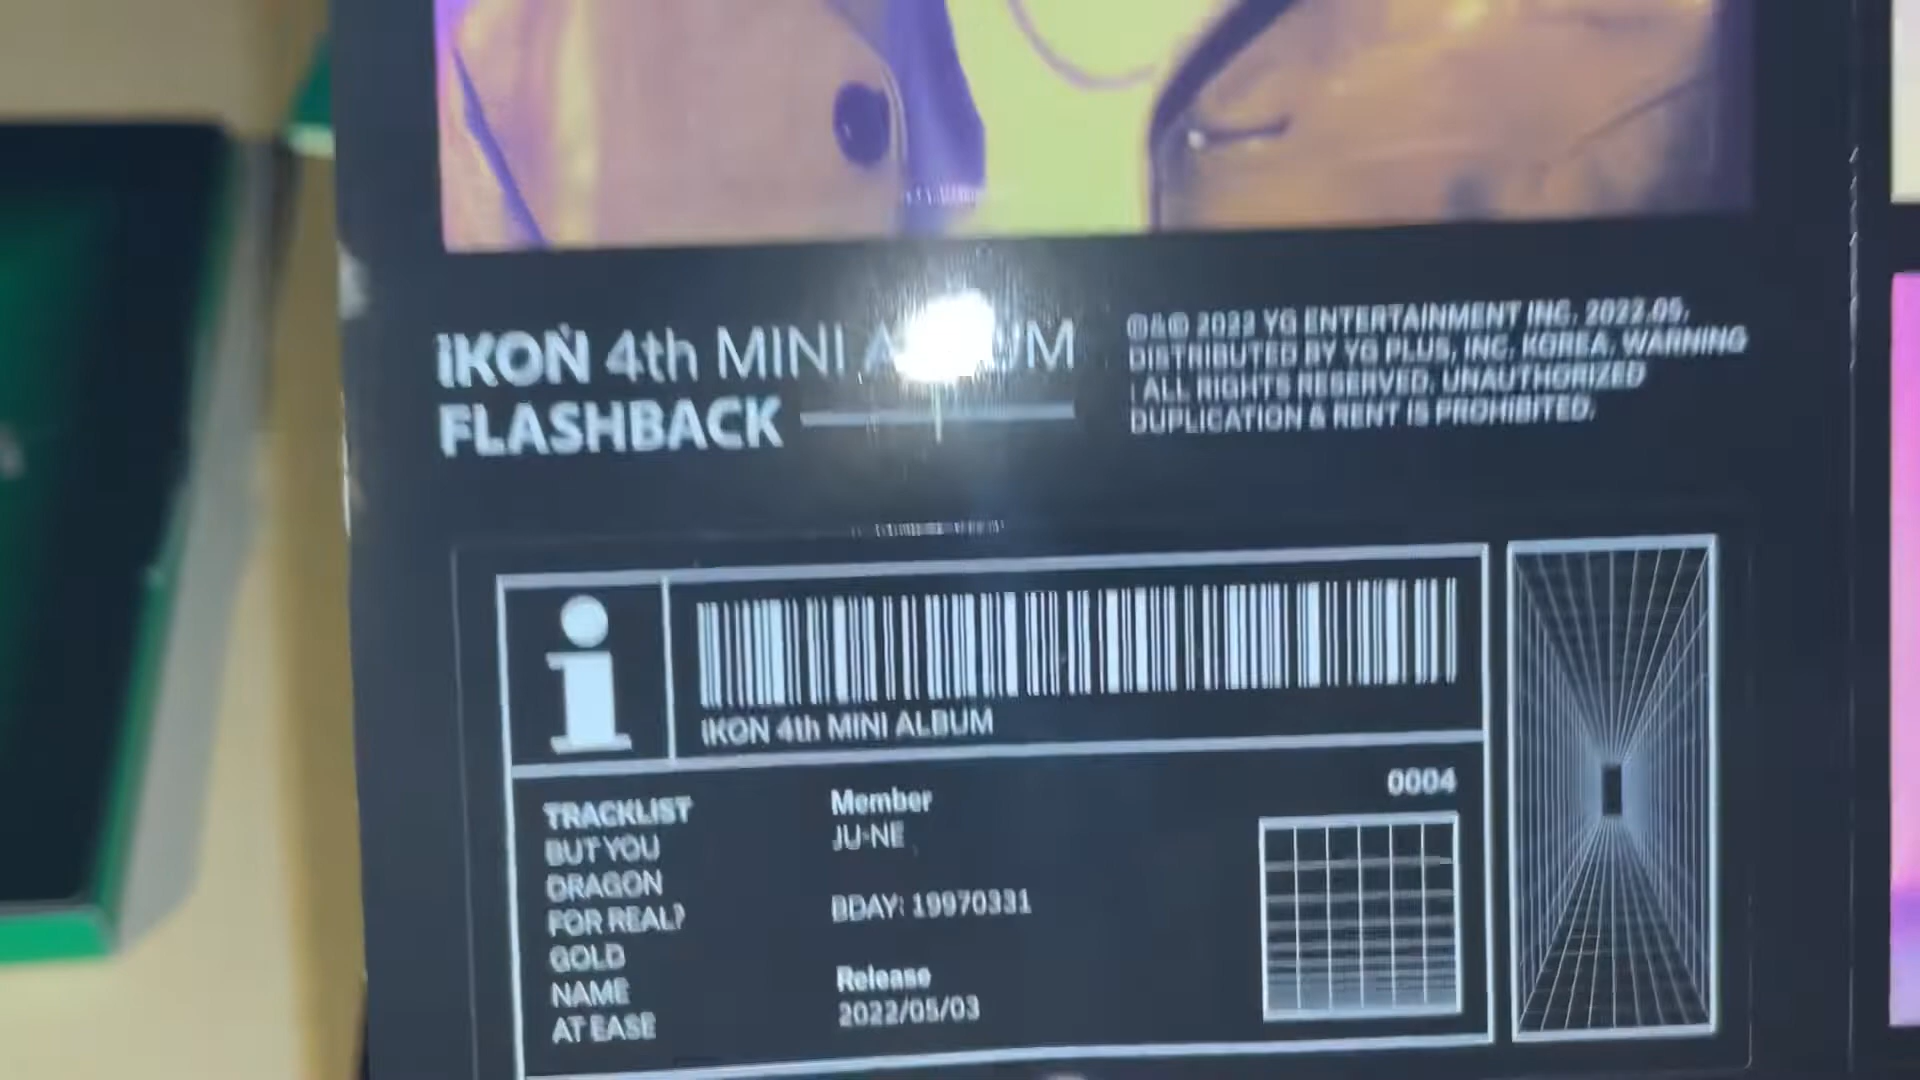 iKON 4th MINI ALBUM
FLASHBACK
℗&© 2022 YG ENTERTAINMENT INC. 2022.05.
DISTRIBUTED BY YG PLUS, INC. KOREA. WARNING
: ALL RIGHTS RESERVED. UNAUTHORIZED
DUPLICATION & RENT IS PROHIBITED.
i
iKON 4th MINI ALBUM
0004
TRACKLIST
BUT YOU
DRAGON
FOR REAL?
GOLD
NAME
AT EASE
Member
JU-NE
BDAY: 19970331
Release
2022/05/03